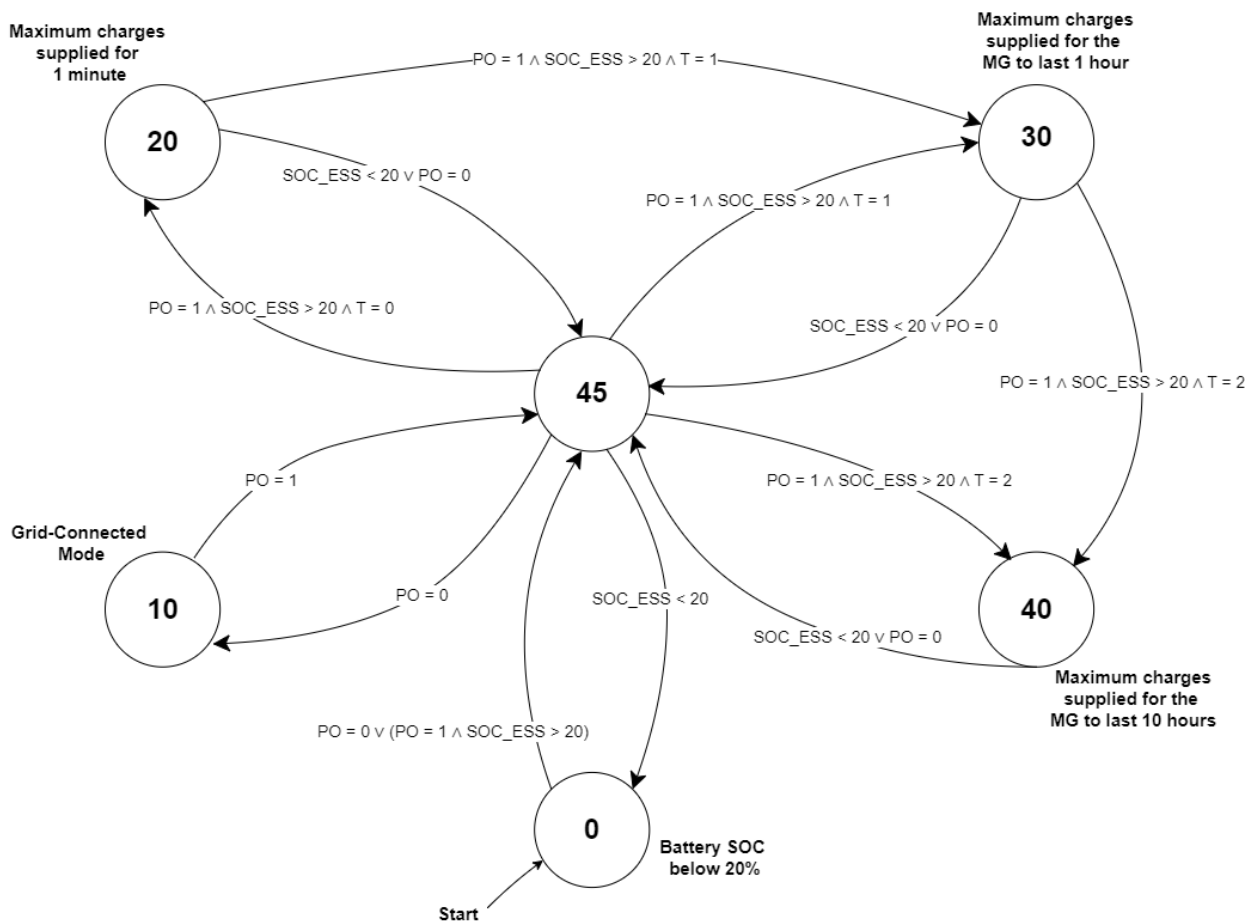 Maximum charges
supplied for
1 minute
Maximum charges
supplied for the
MG to last 1 hour
PO = 1 ∧ SOC_ESS > 20 ∧ T = 1
20
30
SOC_ESS < 20 ∨ PO = 0
PO = 1 ∧ SOC_ESS > 20 ∧ T = 1
PO = 1 ∧ SOC_ESS > 20 ∧ T = 0
SOC_ESS < 20 ∨ PO = 0
45
PO = 1 ∧ SOC_ESS > 20 ∧ T = 2
PO = 1
PO = 1 ∧ SOC_ESS > 20 ∧ T = 2
Grid-Connected
Mode
10
PO = 0
SOC_ESS < 20
40
SOC_ESS < 20 ∨ PO = 0
Maximum charges
supplied for the
MG to last 10 hours
PO = 0 ∨ (PO = 1 ∧ SOC_ESS > 20)
0
Battery SOC
below 20%
Start